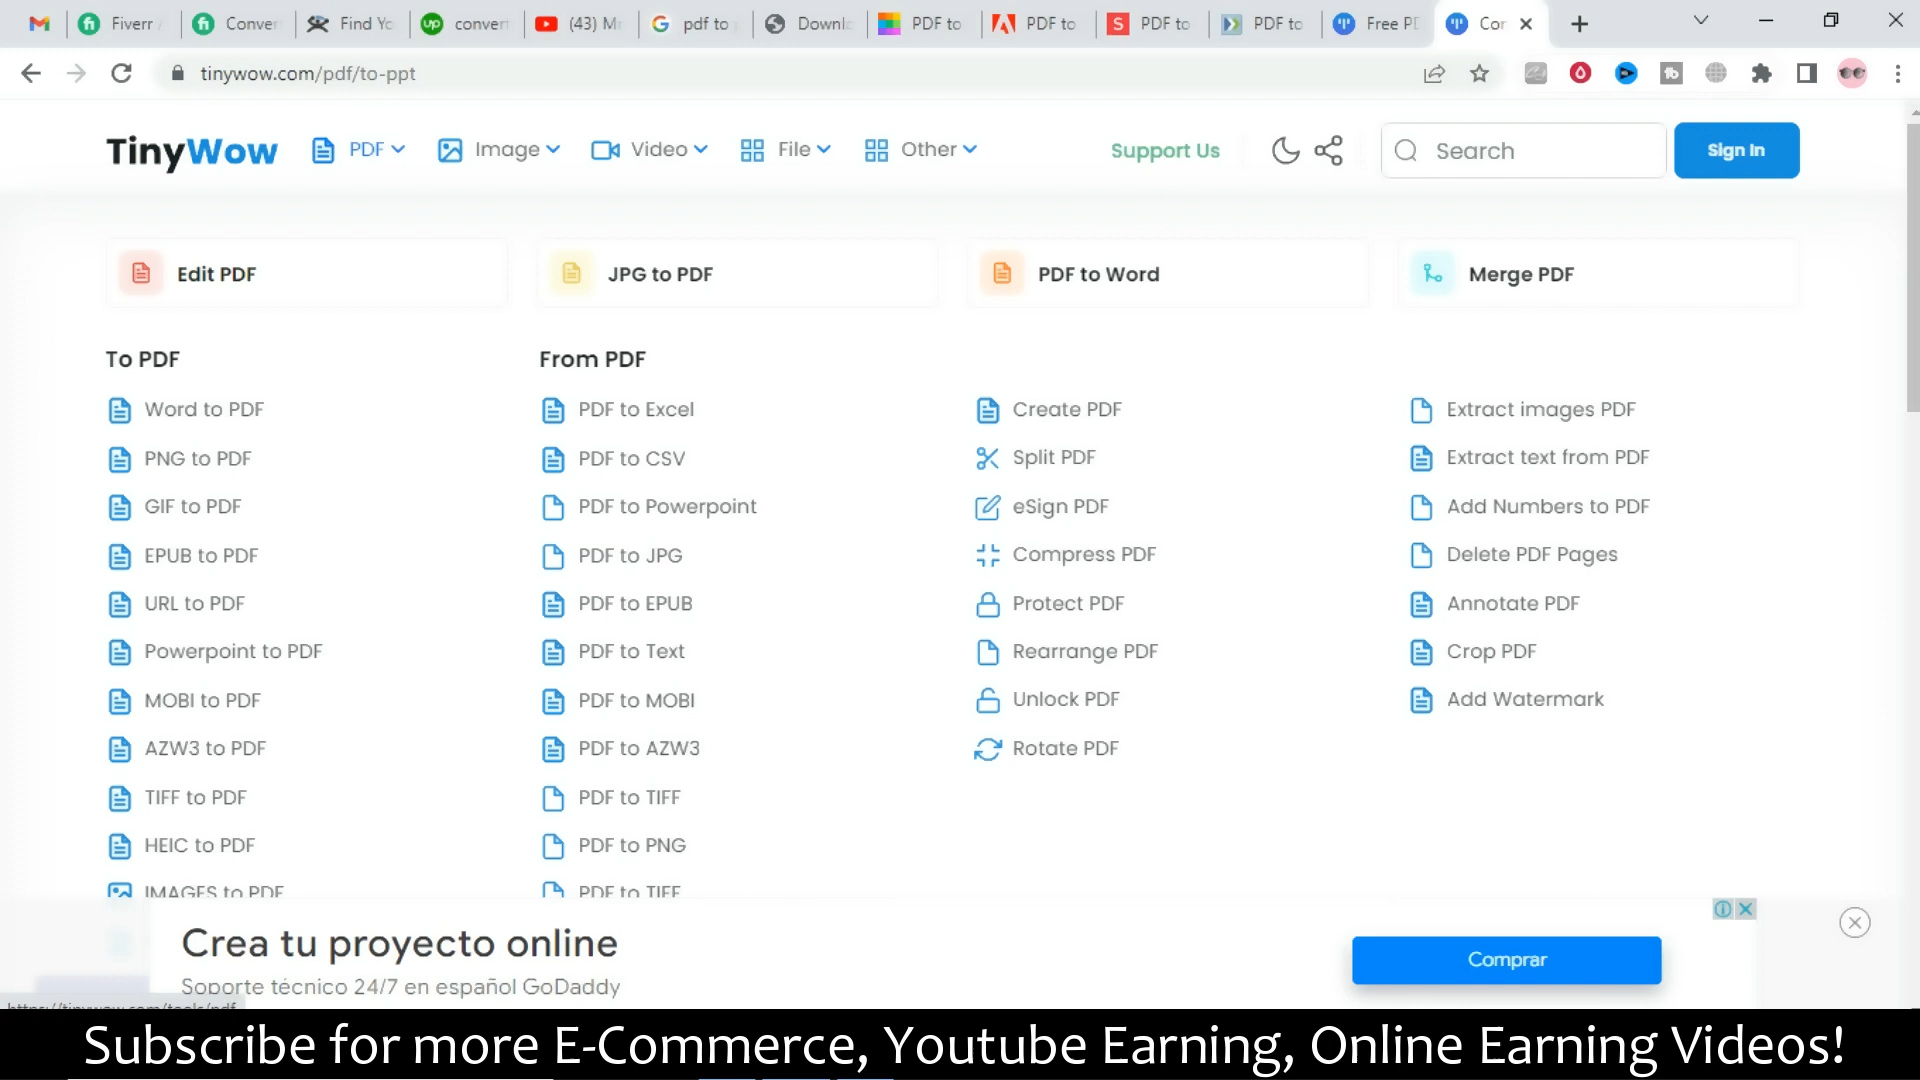 Fiverr
Conver
Find Yo
conver
(43) M
pdf to
Downlo
PDF to
PDF to
PDF to
PDF to
Free PD
Cor
tinywow.com/pdf/to-ppt
TinyWow
PDF
Image
Video
File
Other
Support Us
Search
Sign In
Edit PDF
JPG to PDF
PDF to Word
Merge PDF
To PDF
From PDF
Word to PDF
PDF to Excel
Create PDF
Extract images PDF
PNG to PDF
PDF to CSV
Split PDF
Extract text from PDF
GIF to PDF
PDF to Powerpoint
eSign PDF
Add Numbers to PDF
EPUB to PDF
PDF to JPG
Compress PDF
Delete PDF Pages
URL to PDF
PDF to EPUB
Protect PDF
Annotate PDF
Powerpoint to PDF
PDF to Text
Rearrange PDF
Crop PDF
MOBI to PDF
PDF to MOBI
Unlock PDF
Add Watermark
AZW3 to PDF
PDF to AZW3
Rotate PDF
TIFF to PDF
PDF to TIFF
HEIC to PDF
PDF to PNG
IMAGES to PDF
PDF to TIFF
Crea tu proyecto online
Soporte técnico 24/7 en español GoDaddy
Comprar
https://tinywow.com/tools/pdf
Subscribe for more E-Commerce, Youtube Earning, Online Earning Videos!